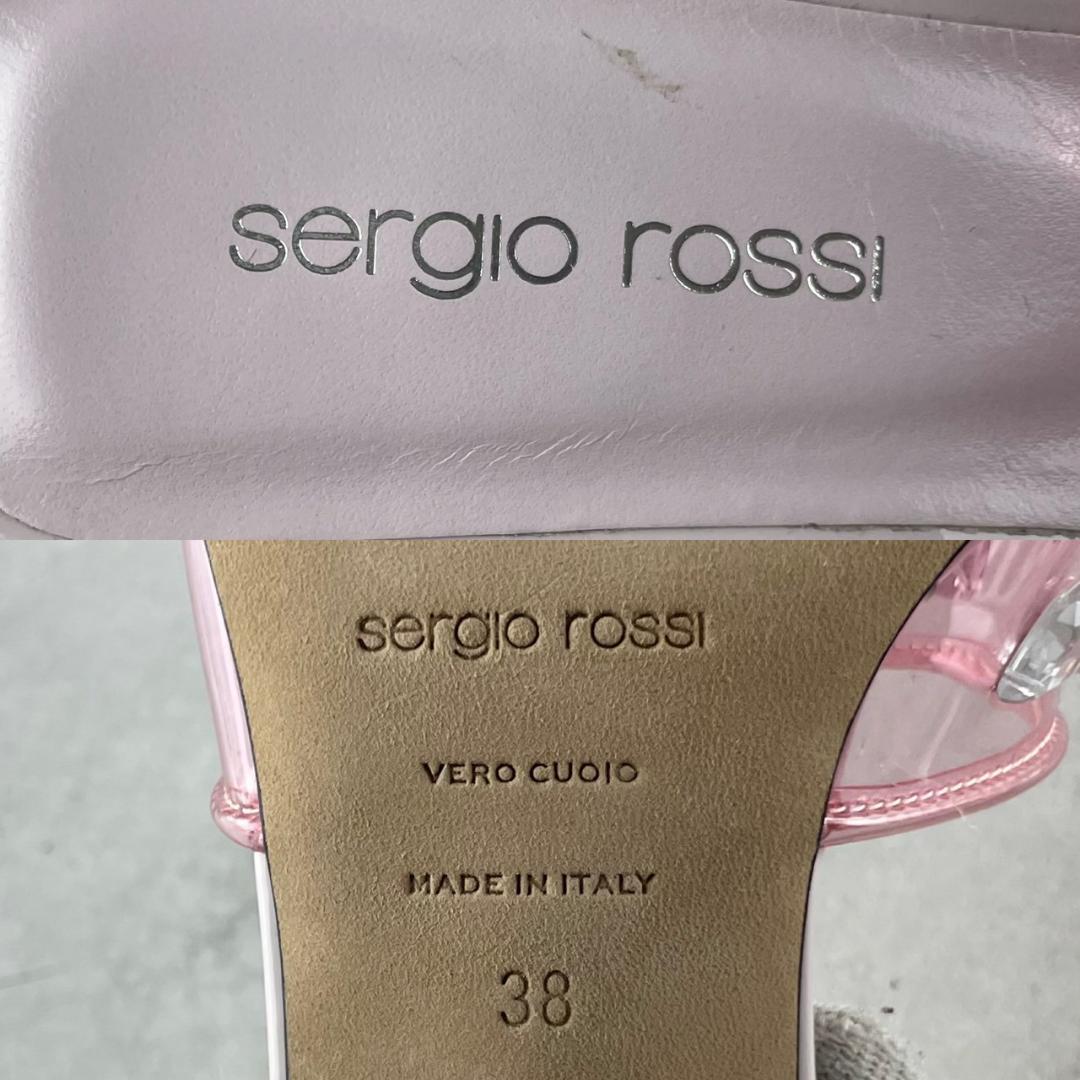 sergio rossi
sergio rossi
VERO CUOIO
MADE IN ITALY
38